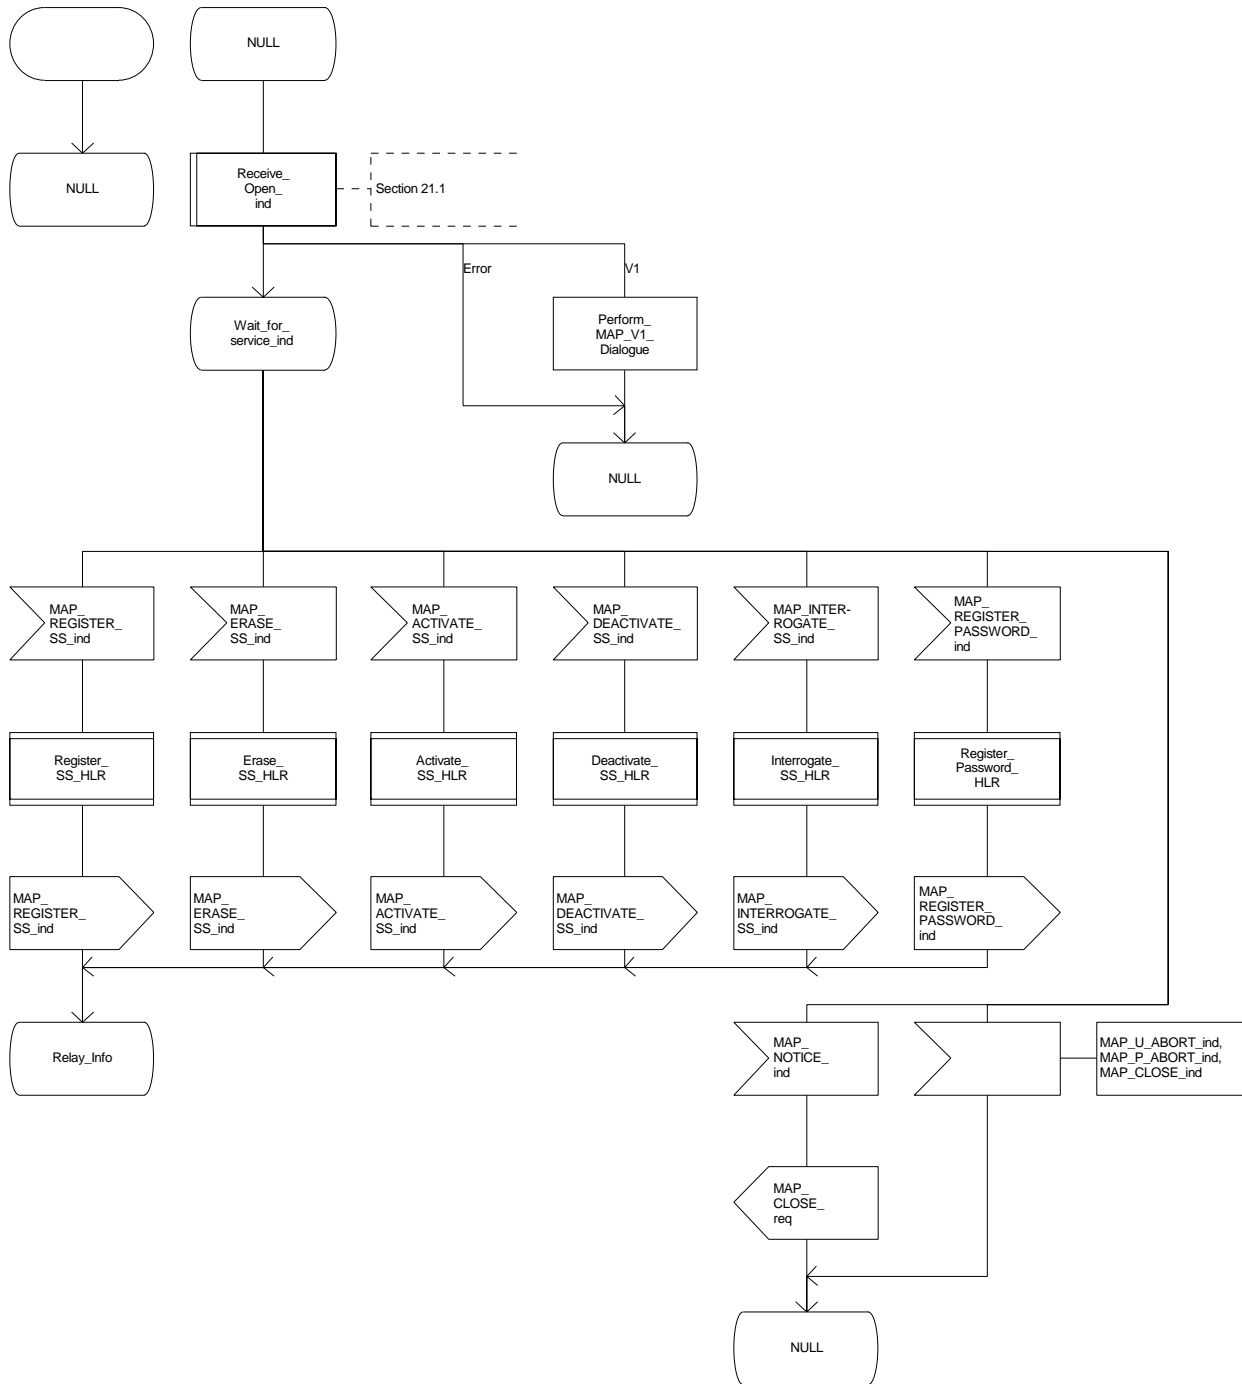 NULL
NULL
Receive_
Open_
ind
Section 21.1
Error
V1
Wait_for_
service_ind
Perform_
MAP_V1_
Dialogue
NULL
MAP_
REGISTER_
SS_ind
MAP_
ERASE_
SS_ind
MAP_
ACTIVATE_
SS_ind
MAP_
DEACTIVATE_
SS_ind
MAP_INTER-
ROGATE_
SS_ind
MAP_
REGISTER_
PASSWORD_
ind
Register_
SS_HLR
Erase_
SS_HLR
Activate_
SS_HLR
Deactivate_
SS_HLR
Interrogate_
SS_HLR
Register_
Password_
HLR
MAP_
REGISTER_
SS_ind
MAP_
ERASE_
SS_ind
MAP_
ACTIVATE_
SS_ind
MAP_
DEACTIVATE_
SS_ind
MAP_
INTERROGATE_
SS_ind
MAP_
REGISTER_
PASSWORD_
ind
Relay_Info
MAP_
NOTICE_
ind
MAP_U_ABORT_ind,
MAP_P_ABORT_ind,
MAP_CLOSE_ind
MAP_
CLOSE_
req
NULL